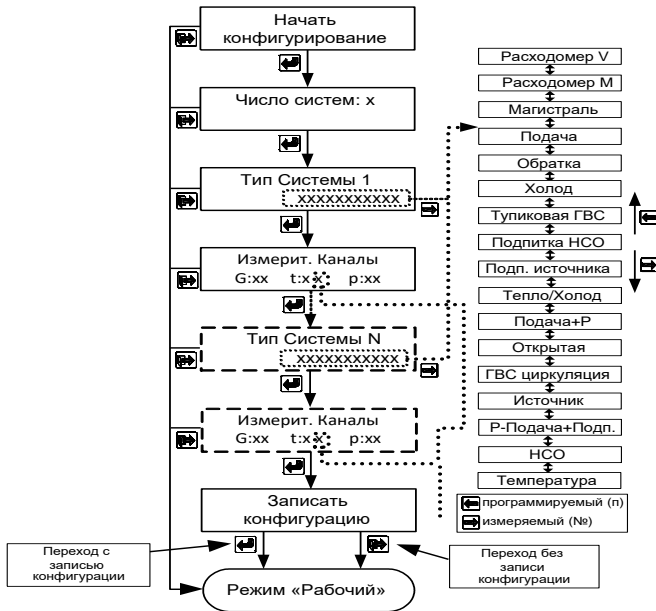 Начать
конфигурирование
Число систем: x
Тип Системы 1
xxxxxxxxxxx
Измерит. Каналы
G:xx t:x x p:xx
Тип Системы N
xxxxxxxxxxx
Измерит. Каналы
G:xx t:x x p:xx
Записать
конфигурацию
Переход с
записью
конфигурации
Переход без
записи
конфигурации
Режим «Рабочий»
Расходомер V
Расходомер M
Магистраль
Подача
Обратка
Холод
Тупиковая ГВС
Подпитка НСО
Подп. источника
Тепло/Холод
Подача+Р
Открытая
ГВС циркуляция
Источник
Р-Подача+Подп.
НСО
Температура
программируемый (п)
измеряемый (№)